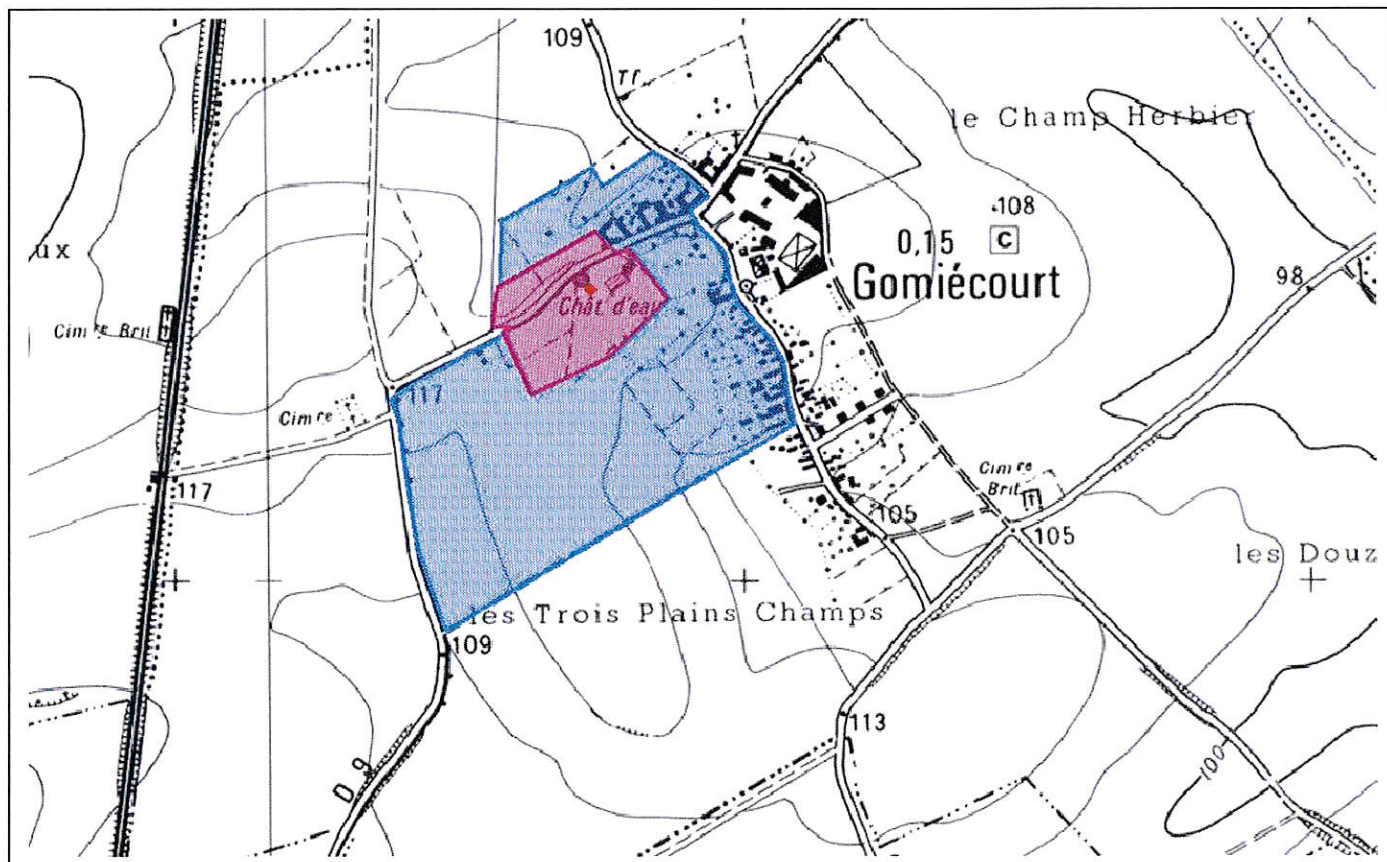 109
Tf
le Champ Herbier
108
0,15
C
Gomiécourt
98
ux
Cim re Brit
Chât d'eau
117
Cim re
117
Cim re
Brit
105
105
les Douz
les Trois Plains Champs
109
113
D 9
100